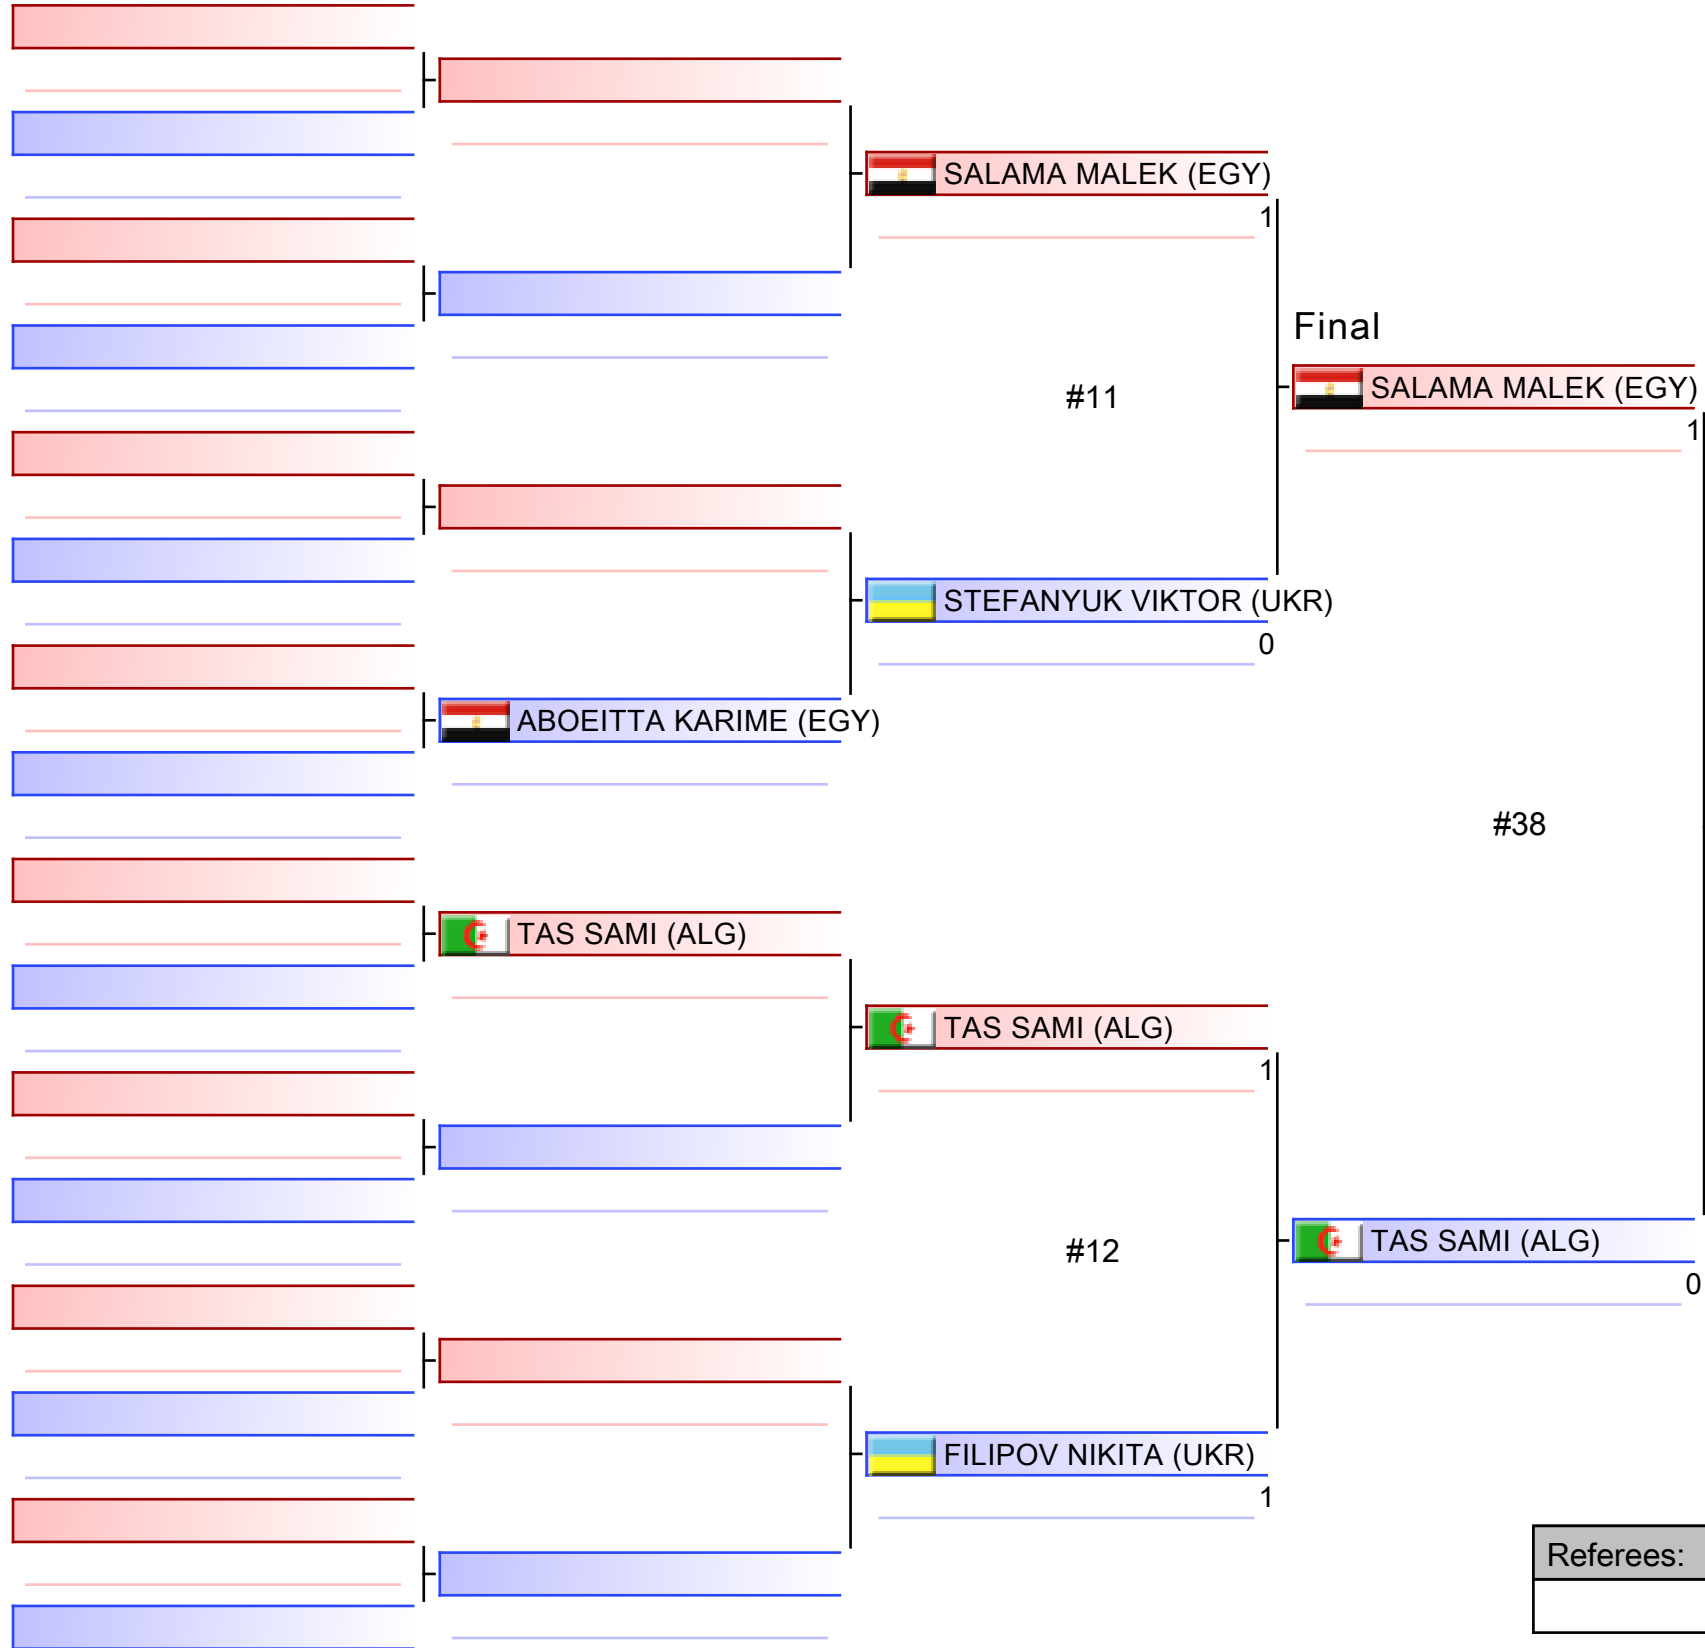 SALAMA MALEK (EGY)
1
Final
SALAMA MALEK (EGY)
1
#11
STEFANYUK VIKTOR (UKR)
0
ABOEITTA KARIME (EGY)
#38
TAS SAMI (ALG)
TAS SAMI (ALG)
1
TAS SAMI (ALG)
0
#12
FILIPOV NIKITA (UKR)
1
Referees: